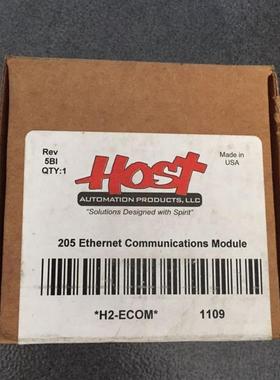 Rev
5BI
QTY:1
HOST
AUTOMATION PRODUCTS, LLC
"Solutions Designed with Spirit"
Made in
USA
205 Ethernet Communications Module
*H2-ECOM* 1109